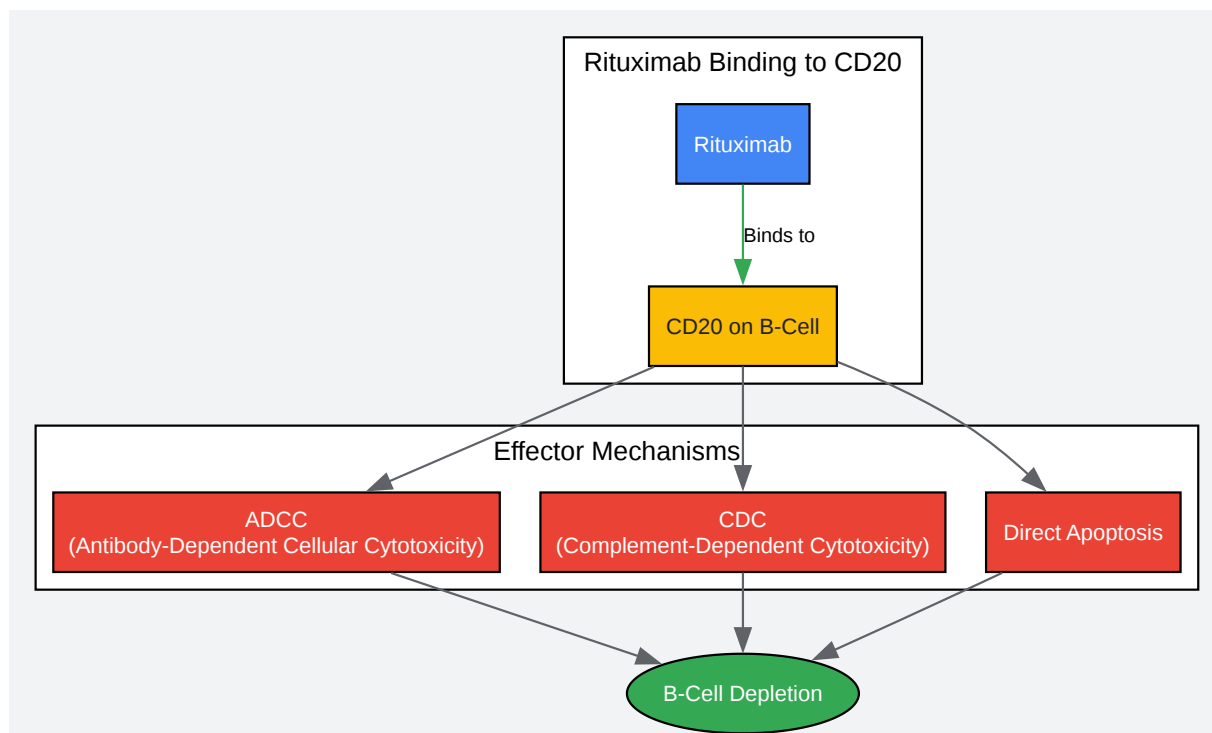 Rituximab Binding to CD20
Rituximab
Binds to
CD20 on B-Cell
Effector Mechanisms
ADCC
(Antibody-Dependent Cellular Cytotoxicity)
CDC
(Complement-Dependent Cytotoxicity)
Direct Apoptosis
B-Cell Depletion